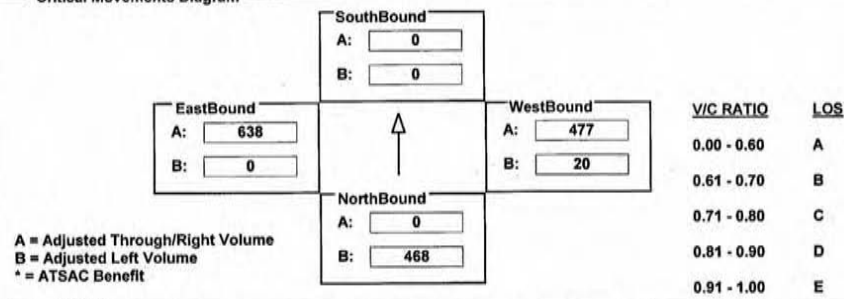 Critical Movements Diagram
SouthBound
A: 0
B: 0
EastBound
A: 638
B: 0
WestBound
A: 477
B: 20
NorthBound
A: 0
B: 468
A = Adjusted Through/Right Volume
B = Adjusted Left Volume
* = ATSAC Benefit
V/C RATIO LOS
0.00 - 0.60 A
0.61 - 0.70 B
0.71 - 0.80 C
0.81 - 0.90 D
0.91 - 1.00 E